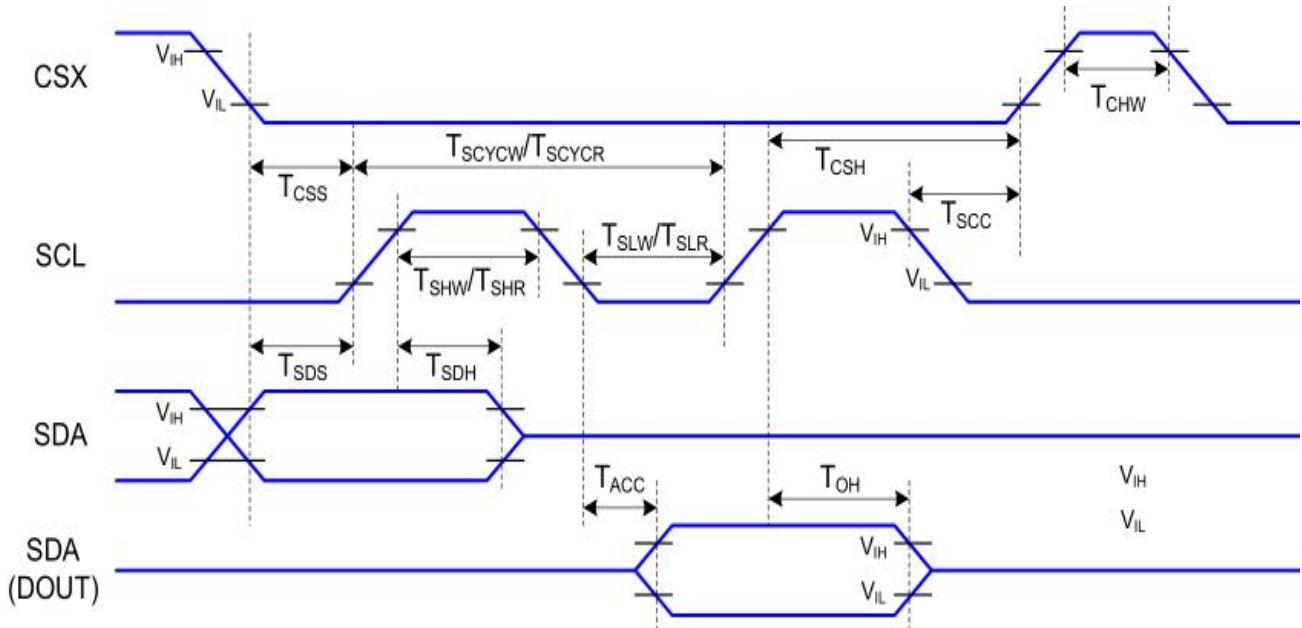 CSX
V_IH
V_IL
T_CHW
T_SCYCW/T_SCYCR
T_CSH
T_CSS
T_SCC
SCL
T_SLW/T_SLR
V_IH
T_SHW/T_SHR
V_IL
T_SDS
T_SDH
SDA
V_IH
V_IL
T_ACC
T_OH
V_IH
V_IL
SDA
(DOUT)
V_IH
V_IL